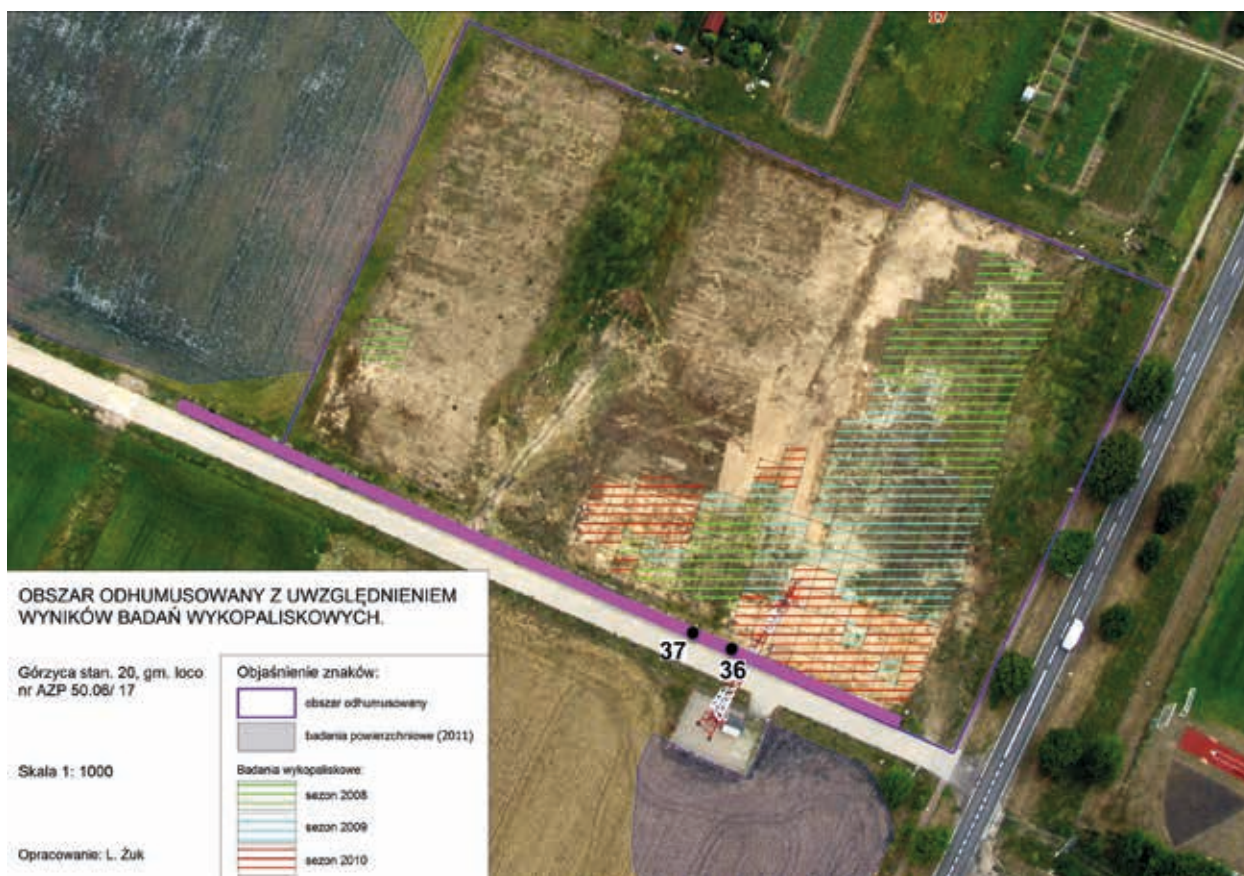 17
37
36
OBSZAR ODHUMUSOWANY Z UWZGLĘDNIENIEM
WYNIKÓW BADAŃ WYKOPALISKOWYCH.
Górzyca stan. 20, gm. loco
nr AZP 50.06/ 17
Skala 1: 1000
Opracowanie: L. Żuk
Objaśnienie znaków:
obszar odhumusowany
badania powierzchniowe (2011)
Badania wykopaliskowe:
sezon 2008
sezon 2009
sezon 2010